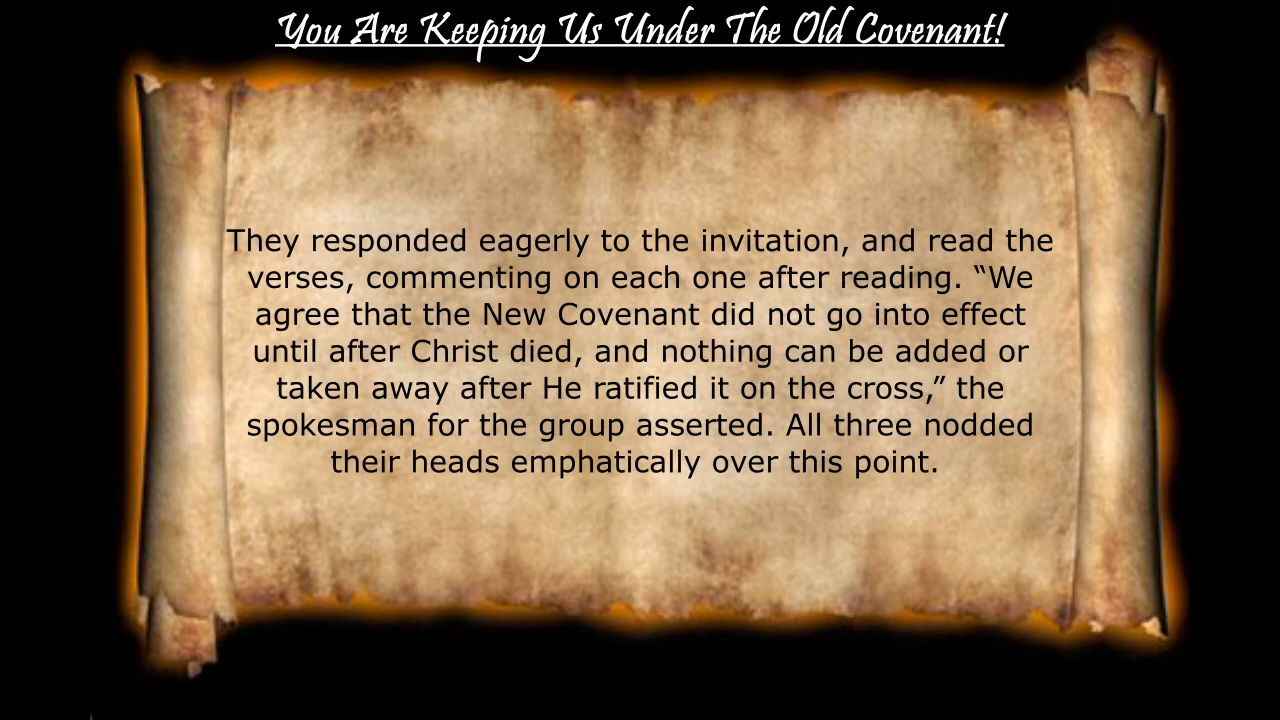 You Are Keeping Us Under The Old Covenant!
They responded eagerly to the invitation, and read the
verses, commenting on each one after reading. “We
agree that the New Covenant did not go into effect
until after Christ died, and nothing can be added or
taken away after He ratified it on the cross,” the
spokesman for the group asserted. All three nodded
their heads emphatically over this point.